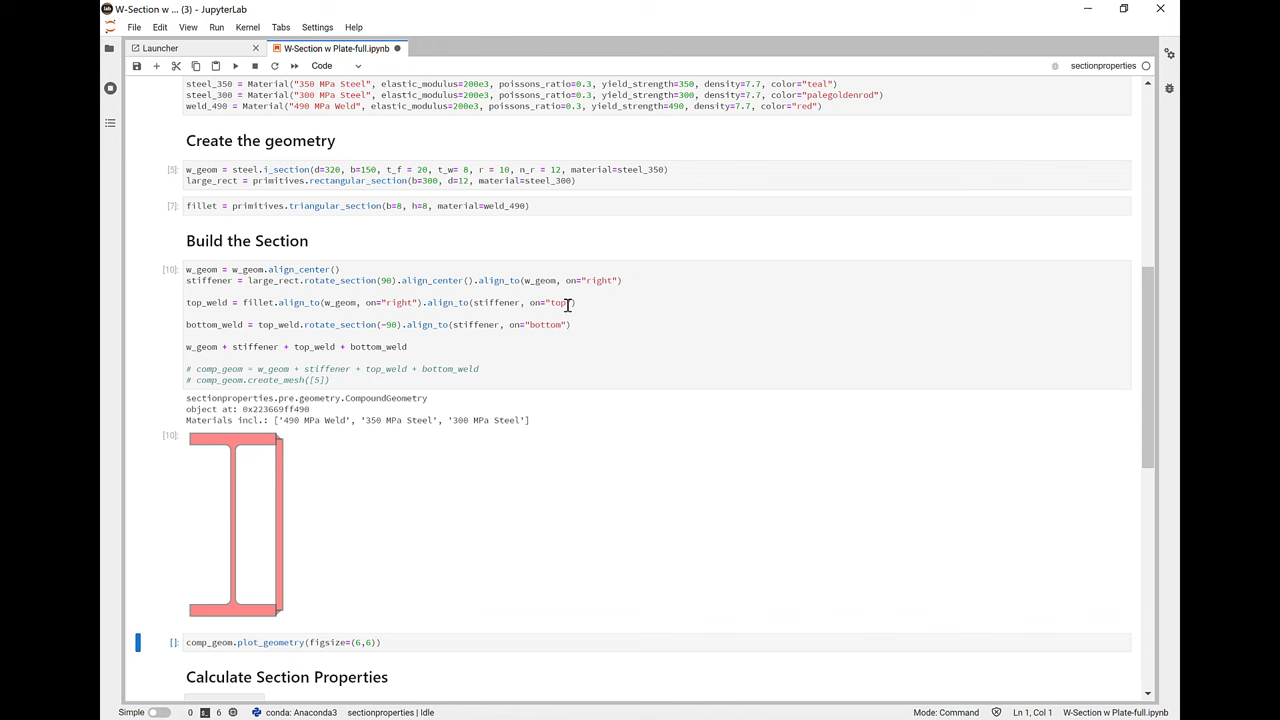 W-Section w ... (3) - JupyterLab
File Edit View Run Kernel Tabs Settings Help
Launcher
W-Section w Plate-full.ipynb
Code
sectionproperties
steel_350 = Material("350 MPa Steel", elastic_modulus=200e3, poissons_ratio=0.3, yield_strength=350, density=7.7, color="teal")
steel_300 = Material("300 MPa Steel", elastic_modulus=200e3, poissons_ratio=0.3, yield_strength=300, density=7.7, color="palegoldenrod")
weld_490 = Material("490 MPa Weld", elastic_modulus=200e3, poissons_ratio=0.3, yield_strength=490, density=7.7, color="red")
Create the geometry
[5]: w_geom = steel.i_section(d=320, b=150, t_f = 20, t_w= 8, r = 10, n_r = 12, material=steel_350)
large_rect = primitives.rectangular_section(b=300, d=12, material=steel_300)
[7]: fillet = primitives.triangular_section(b=8, h=8, material=weld_490)
Build the Section
[10]: w_geom = w_geom.align_center()
stiffener = large_rect.rotate_section(90).align_center().align_to(w_geom, on="right")
top_weld = fillet.align_to(w_geom, on="right").align_to(stiffener, on="top")
bottom_weld = top_weld.rotate_section(-90).align_to(stiffener, on="bottom")
w_geom + stiffener + top_weld + bottom_weld
# comp_geom = w_geom + stiffener + top_weld + bottom_weld
# comp_geom.create_mesh([5])
sectionproperties.pre.geometry.CompoundGeometry
object at: 0x223669ff490
Materials incl.: ['490 MPa Weld', '350 MPa Steel', '300 MPa Steel']
[10]:
[ ]: comp_geom.plot_geometry(figsize=(6,6))
Calculate Section Properties
Simple 0 6 conda: Anaconda3 sectionproperties | Idle Mode: Command Ln 1, Col 1 W-Section w Plate-full.ipynb